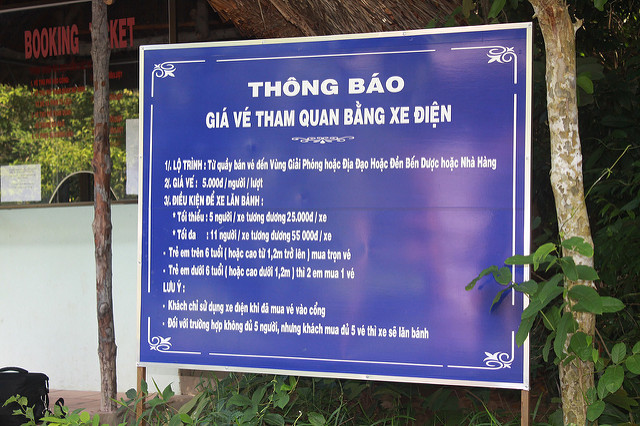 BOOKING KET
THÔNG BÁO
GIÁ VÉ THAM QUAN BẰNG XE ĐIỆN
1/. LỘ TRÌNH : Từ quầy bán vé đến Vùng Giải Phóng hoặc Địa Đạo Hoặc Đền Bến Dược hoặc Nhà Hàng
2/. GIÁ VÉ : 5.000đ / người / lượt
3/. ĐIỀU KIỆN ĐỂ XE LĂN BÁNH :
* Tối thiểu : 5 người / xe tương đương 25.000đ / xe
* Tối đa : 11 người / xe tương đương 55 000đ / xe
- Trẻ em trên 6 tuổi ( hoặc cao từ 1,2m trở lên ) mua trọn vé
- Trẻ em dưới 6 tuổi ( hoặc cao dưới 1,2m ) thì 2 em mua 1 vé
LƯU Ý :
- Khách chỉ sử dụng xe điện khi đã mua vé vào cổng
- Đối với trường hợp không đủ 5 người, nhưng khách mua đủ 5 vé thì xe sẽ lăn bánh